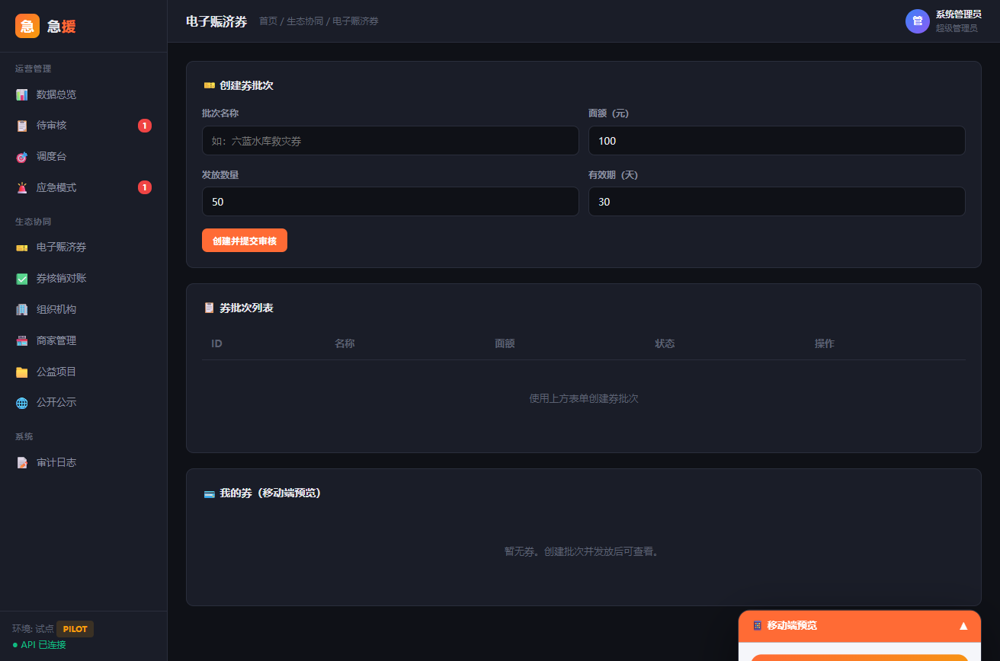 急 急援
运营管理
数据总览
待审核 1
调度台
应急模式 1
生态协同
电子赈济券
券核销对账
组织机构
商家管理
公益项目
公开公示
系统
审计日志
环境: 试点 PILOT
API 已连接
电子赈济券 首页 / 生态协同 / 电子赈济券
管 系统管理员
超级管理员
创建券批次
批次名称 面额（元）
如：六蓝水库救灾券 100
发放数量 有效期（天）
50 30
创建并提交审核
券批次列表
ID 名称 面额 状态 操作
使用上方表单创建券批次
我的券（移动端预览）
暂无券。创建批次并发放后可查看。
移动端预览 ▲